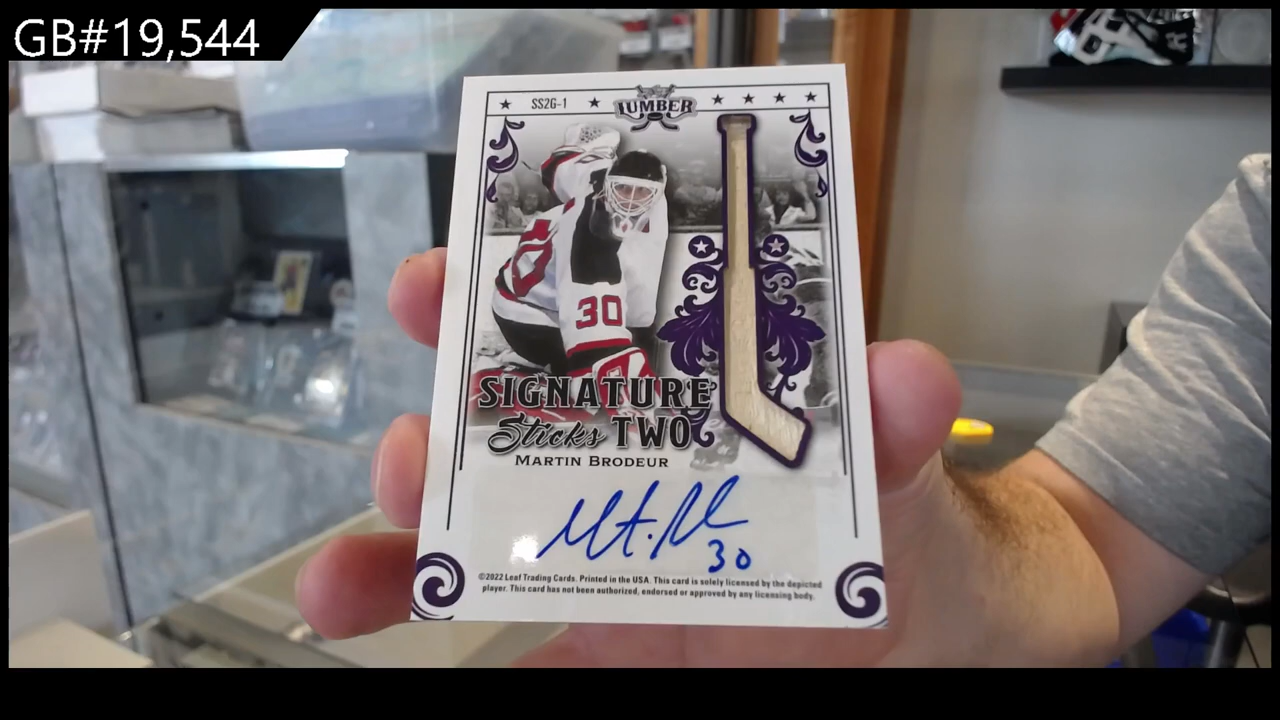 GB#19,544
SS2G-1
LUMBER
30
30
SIGNATURE
Sticks TWO
MARTIN BRODEUR
30
©2022 Leaf Trading Cards. Printed in the USA. This card is solely licensed by the depicted
player. This card has not been authorized, endorsed or approved by any licensing body.